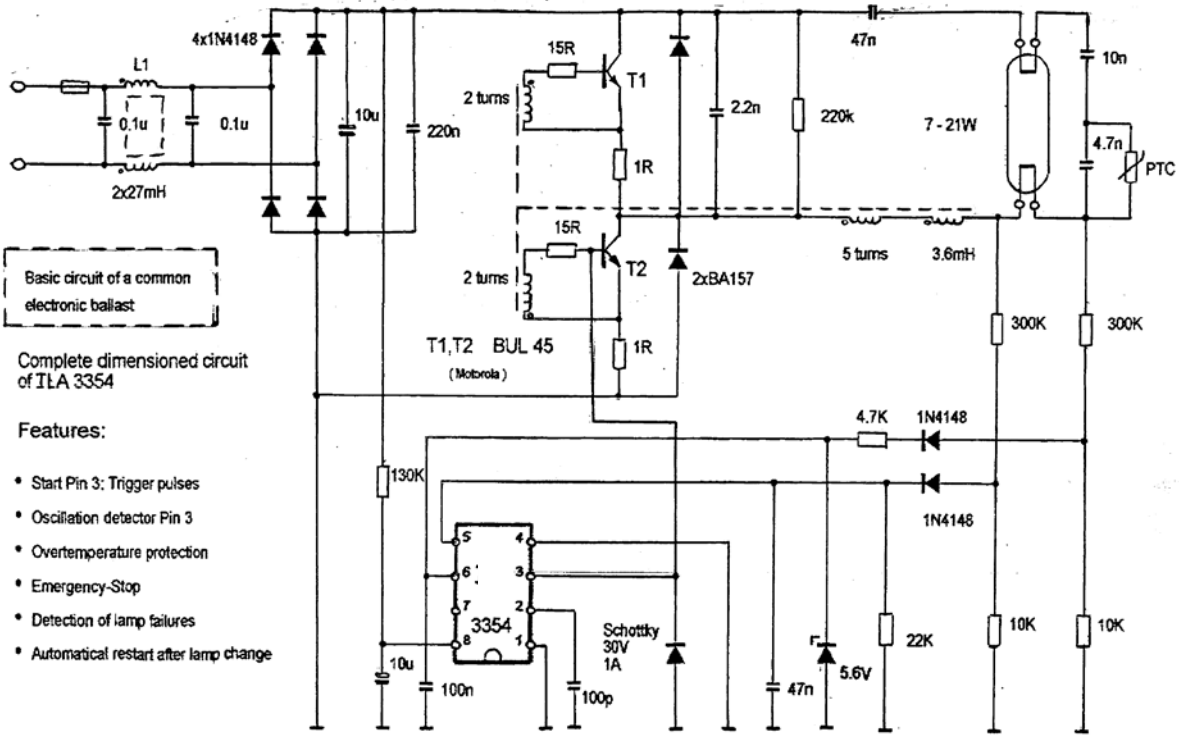 4x1N4148
L1
0.1u
0.1u
2x27mH
10u
220n
15R
T1
2 turns
1R
2.2n
220k
47n
7 - 21W
10n
4.7n
PTC
15R
T2
2 turns
2xBA157
5 turns
3.6mH
1R
T1,T2 BUL 45
( Motorola )
300K
300K
Basic circuit of a common
electronic ballast
Complete dimensioned circuit
of TLA 3354
Features:
• Start Pin 3: Trigger pulses
• Oscillation detector Pin 3
• Overtemperature protection
• Emergency-Stop
• Detection of lamp failures
• Automatical restart after lamp change
4.7K
1N4148
1N4148
130K
5
4
6
3
7
2
3354
8
1
10u
100n
100p
Schottky
30V
1A
47n
5.6V
22K
10K
10K